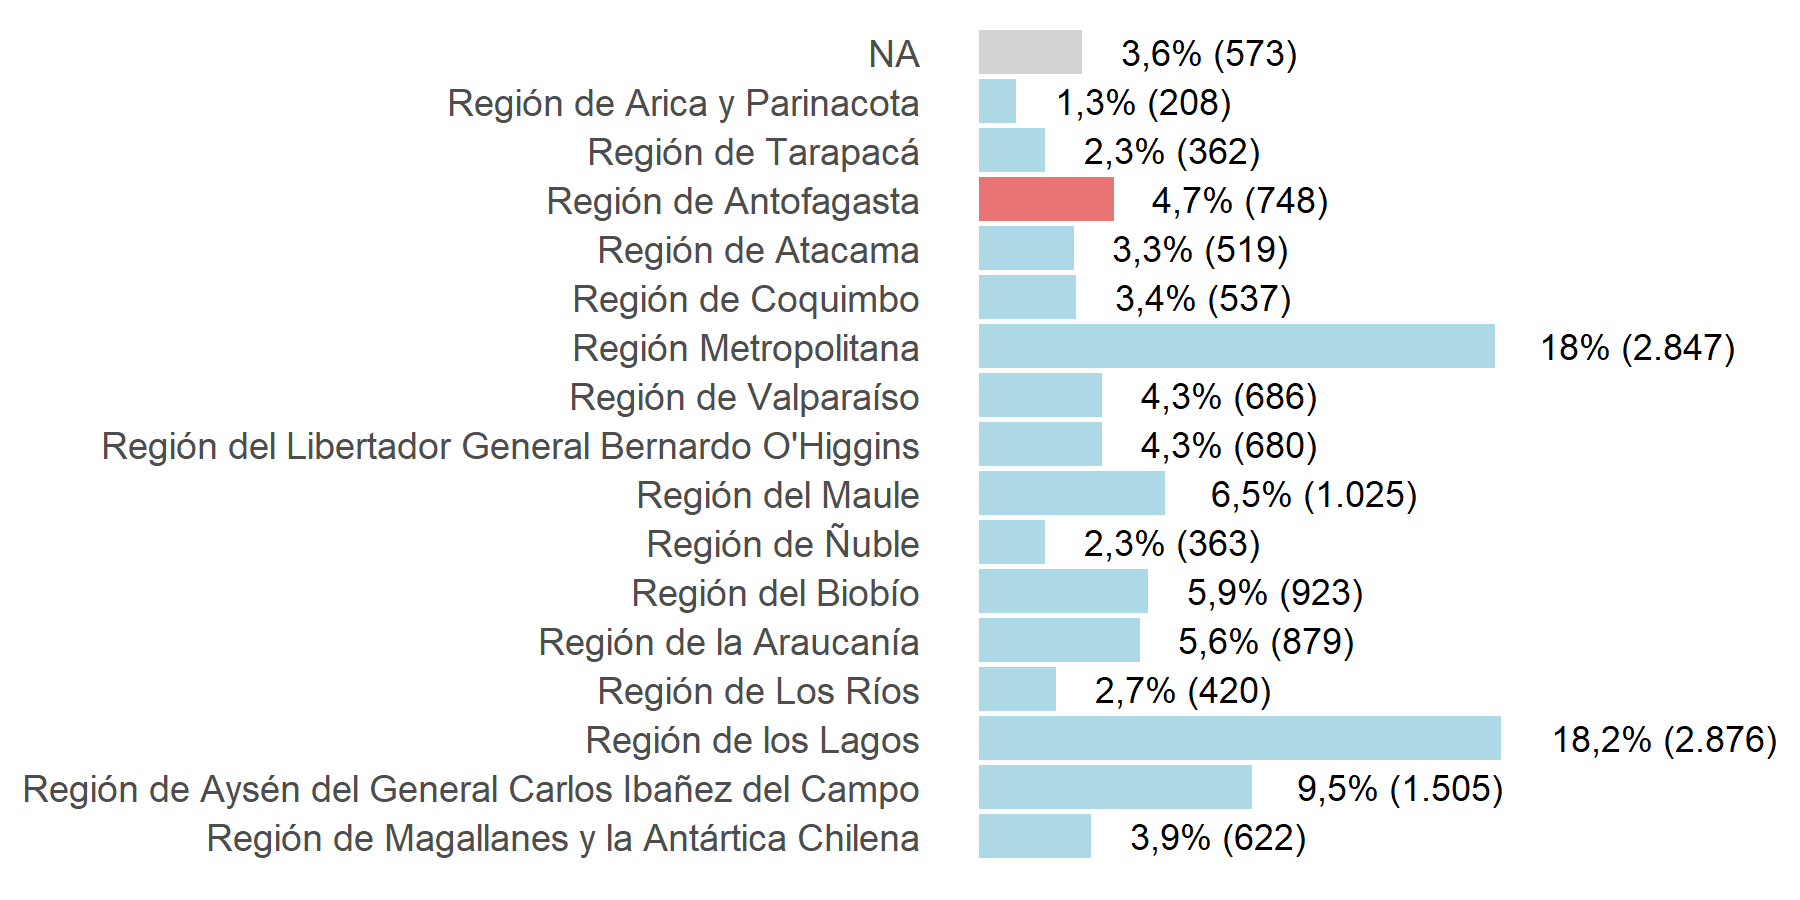 NA 3,6% (573)
Región de Arica y Parinacota 1,3% (208)
Región de Tarapacá 2,3% (362)
Región de Antofagasta 4,7% (748)
Región de Atacama 3,3% (519)
Región de Coquimbo 3,4% (537)
Región Metropolitana 18% (2.847)
Región de Valparaíso 4,3% (686)
Región del Libertador General Bernardo O'Higgins 4,3% (680)
Región del Maule 6,5% (1.025)
Región de Ñuble 2,3% (363)
Región del Biobío 5,9% (923)
Región de la Araucanía 5,6% (879)
Región de Los Ríos 2,7% (420)
Región de los Lagos 18,2% (2.876)
Región de Aysén del General Carlos Ibañez del Campo 9,5% (1.505)
Región de Magallanes y la Antártica Chilena 3,9% (622)